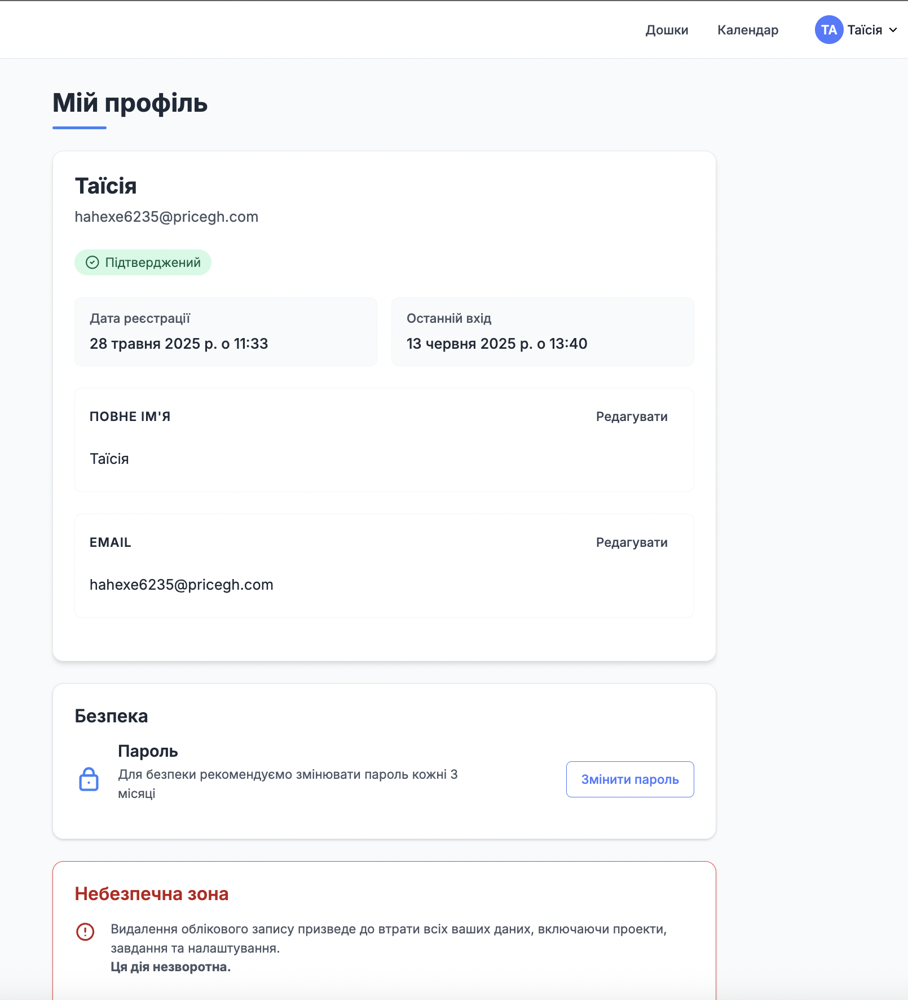 Дошки Календар ТА Таїсія
Мій профіль
Таїсія
hahexe6235@pricegh.com
Підтверджений
Дата реєстрації
28 травня 2025 р. о 11:33
Останній вхід
13 червня 2025 р. о 13:40
ПОВНЕ ІМ'Я
Редагувати
Таїсія
EMAIL
Редагувати
hahexe6235@pricegh.com
Безпека
Пароль
Для безпеки рекомендуємо змінювати пароль кожні 3
місяці
Змінити пароль
Небезпечна зона
Видалення облікового запису призведе до втрати всіх ваших даних, включаючи проекти,
завдання та налаштування.
Ця дія незворотна.